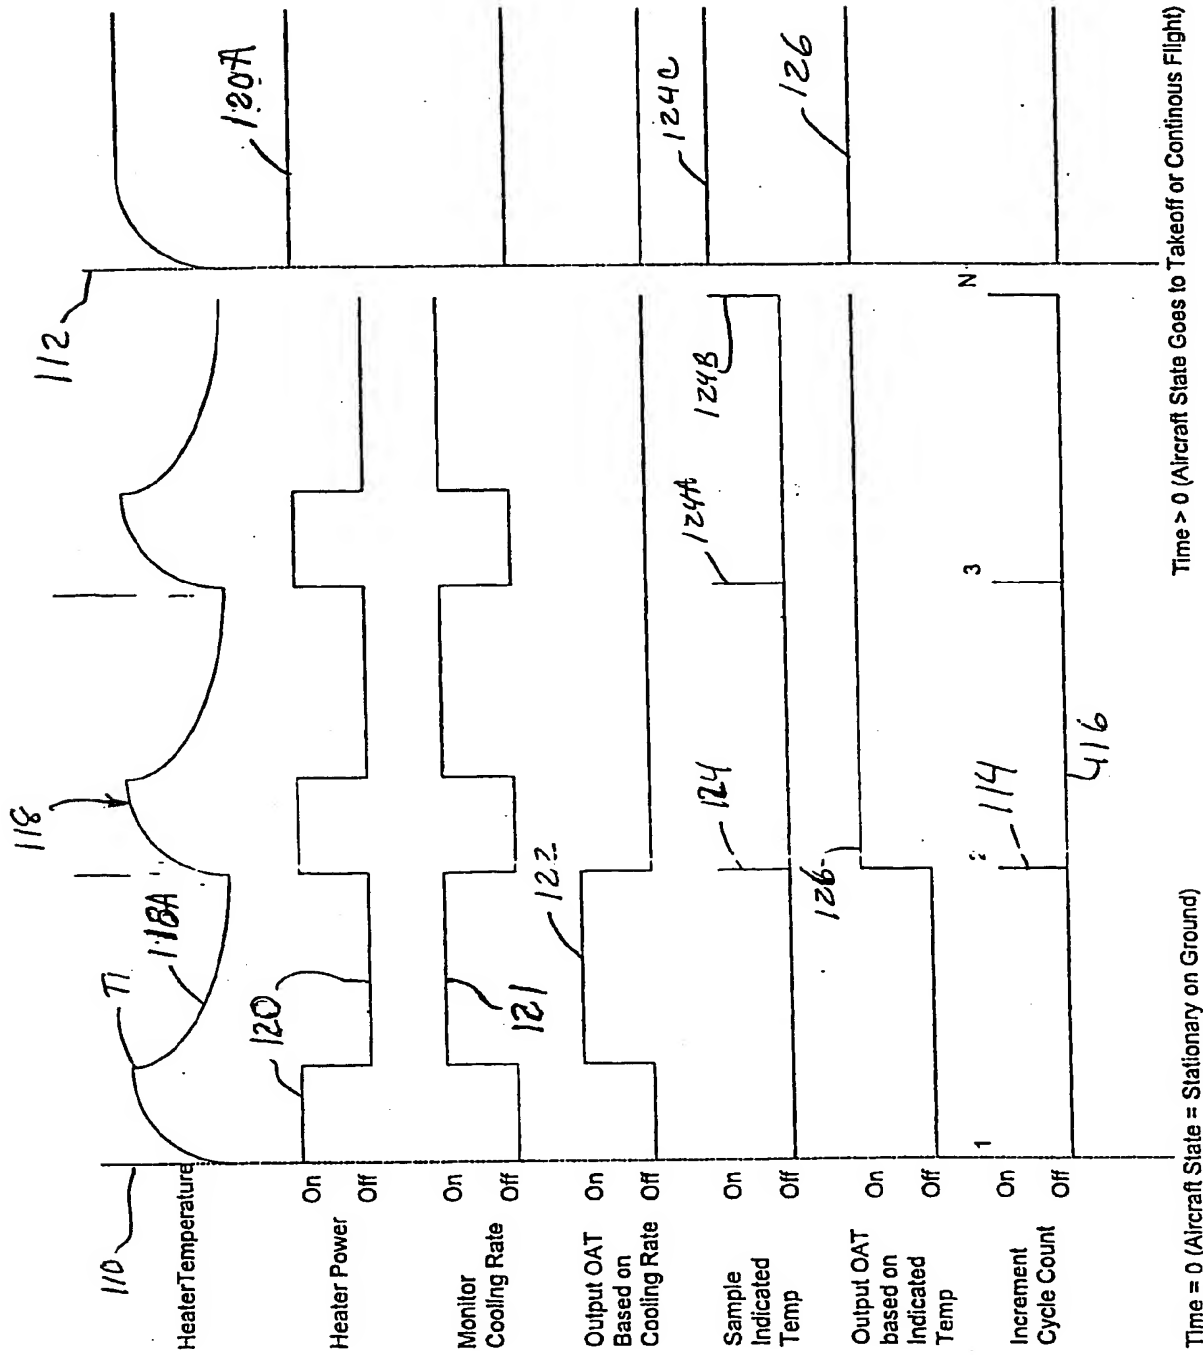 110
112
Heater Temperature
118
T1
118A
Heater Power
On
Off
120
120A
Monitor
Cooling Rate
On
Off
121
Output OAT
Based on
Cooling Rate
On
Off
122
Sample
Indicated
Temp
On
Off
124
124A
124B
124C
Output OAT
based on
Indicated
Temp
On
Off
126
126
Increment
Cycle Count
On
Off
1
2
3
N
114
416
Time = 0 (Aircraft State = Stationary on Ground)
Time > 0 (Aircraft State Goes to Takeoff or Continous Flight)